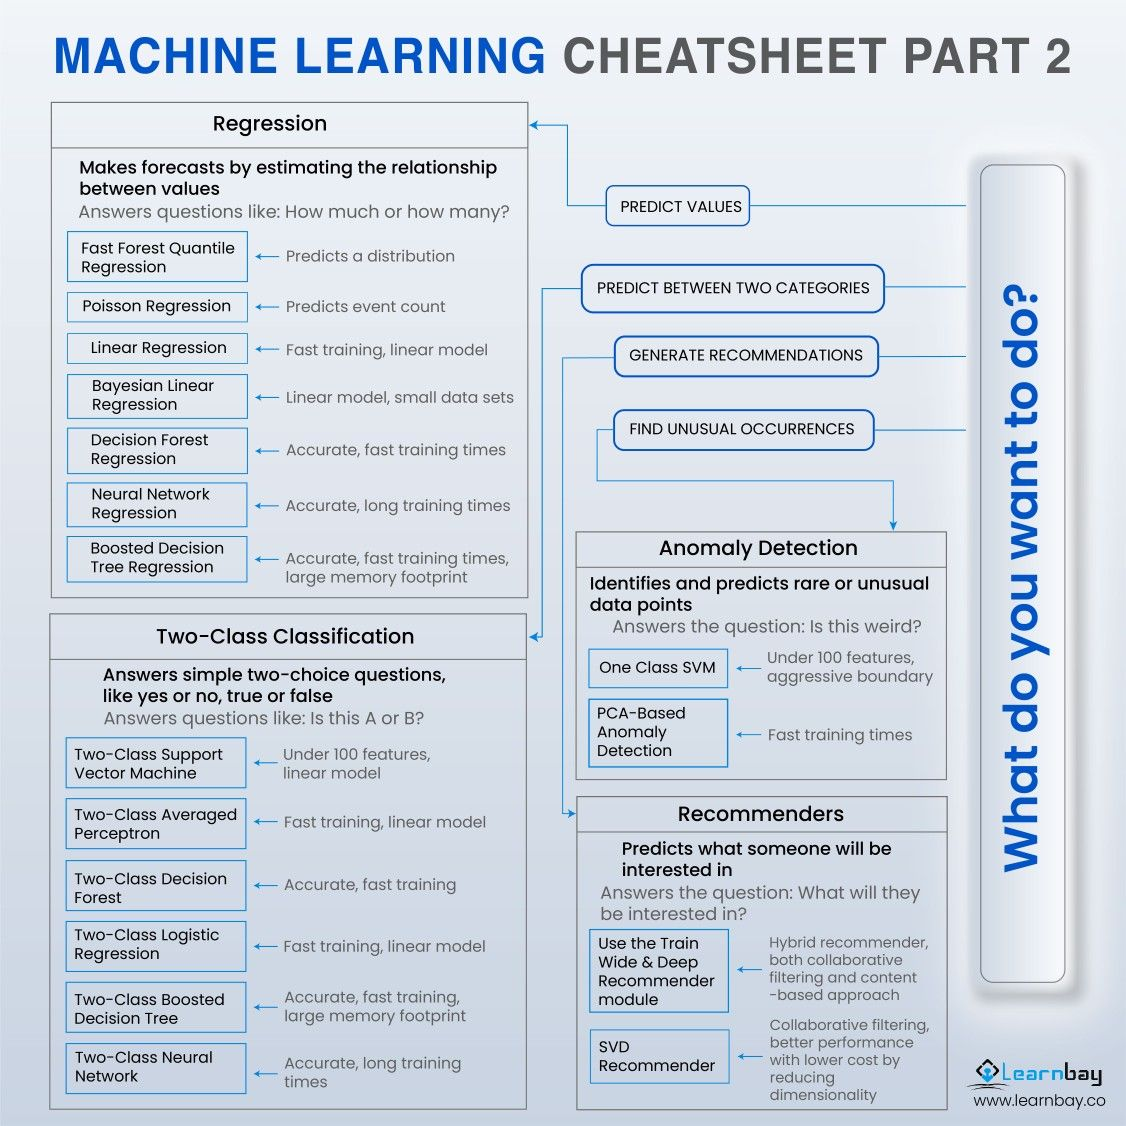 MACHINE LEARNING CHEATSHEET PART 2
Regression
Makes forecasts by estimating the relationship
between values
Answers questions like: How much or how many?
Fast Forest Quantile
Regression
Predicts a distribution
Poisson Regression
Predicts event count
Linear Regression
Fast training, linear model
Bayesian Linear
Regression
Linear model, small data sets
Decision Forest
Regression
Accurate, fast training times
Neural Network
Regression
Accurate, long training times
Boosted Decision
Tree Regression
Accurate, fast training times,
large memory footprint
Two-Class Classification
Answers simple two-choice questions,
like yes or no, true or false
Answers questions like: Is this A or B?
Two-Class Support
Vector Machine
Under 100 features,
linear model
Two-Class Averaged
Perceptron
Fast training, linear model
Two-Class Decision
Forest
Accurate, fast training
Two-Class Logistic
Regression
Fast training, linear model
Two-Class Boosted
Decision Tree
Accurate, fast training,
large memory footprint
Two-Class Neural
Network
Accurate, long training
times
PREDICT VALUES
PREDICT BETWEEN TWO CATEGORIES
GENERATE RECOMMENDATIONS
FIND UNUSUAL OCCURRENCES
Anomaly Detection
Identifies and predicts rare or unusual
data points
Answers the question: Is this weird?
One Class SVM
Under 100 features,
aggressive boundary
PCA-Based
Anomaly
Detection
Fast training times
Recommenders
Predicts what someone will be
interested in
Answers the question: What will they
be interested in?
Use the Train
Wide & Deep
Recommender
module
Hybrid recommender,
both collaborative
filtering and content
-based approach
SVD
Recommender
Collaborative filtering,
better performance
with lower cost by
reducing
dimensionality
What do you want to do?
Learnbay
www.learnbay.co